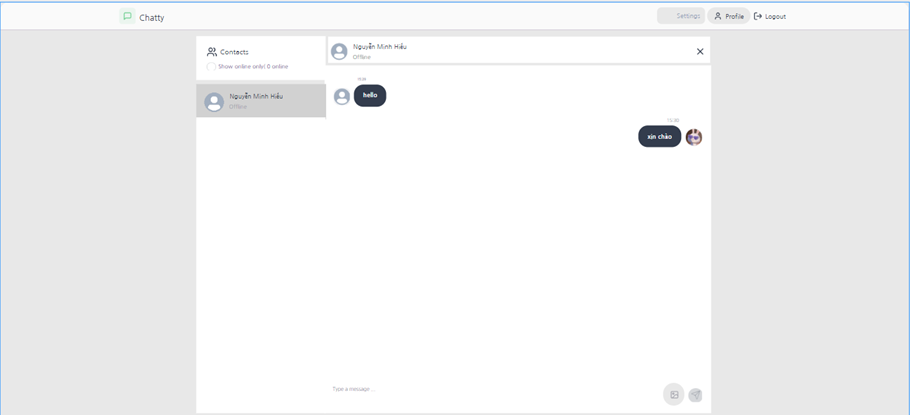 Chatty
Settings
Profile
Logout
Contacts
Show online only 0 online
Nguyễn Minh Hiếu
Offline
Nguyễn Minh Hiếu
Offline
hello
xin chào
Type a message...